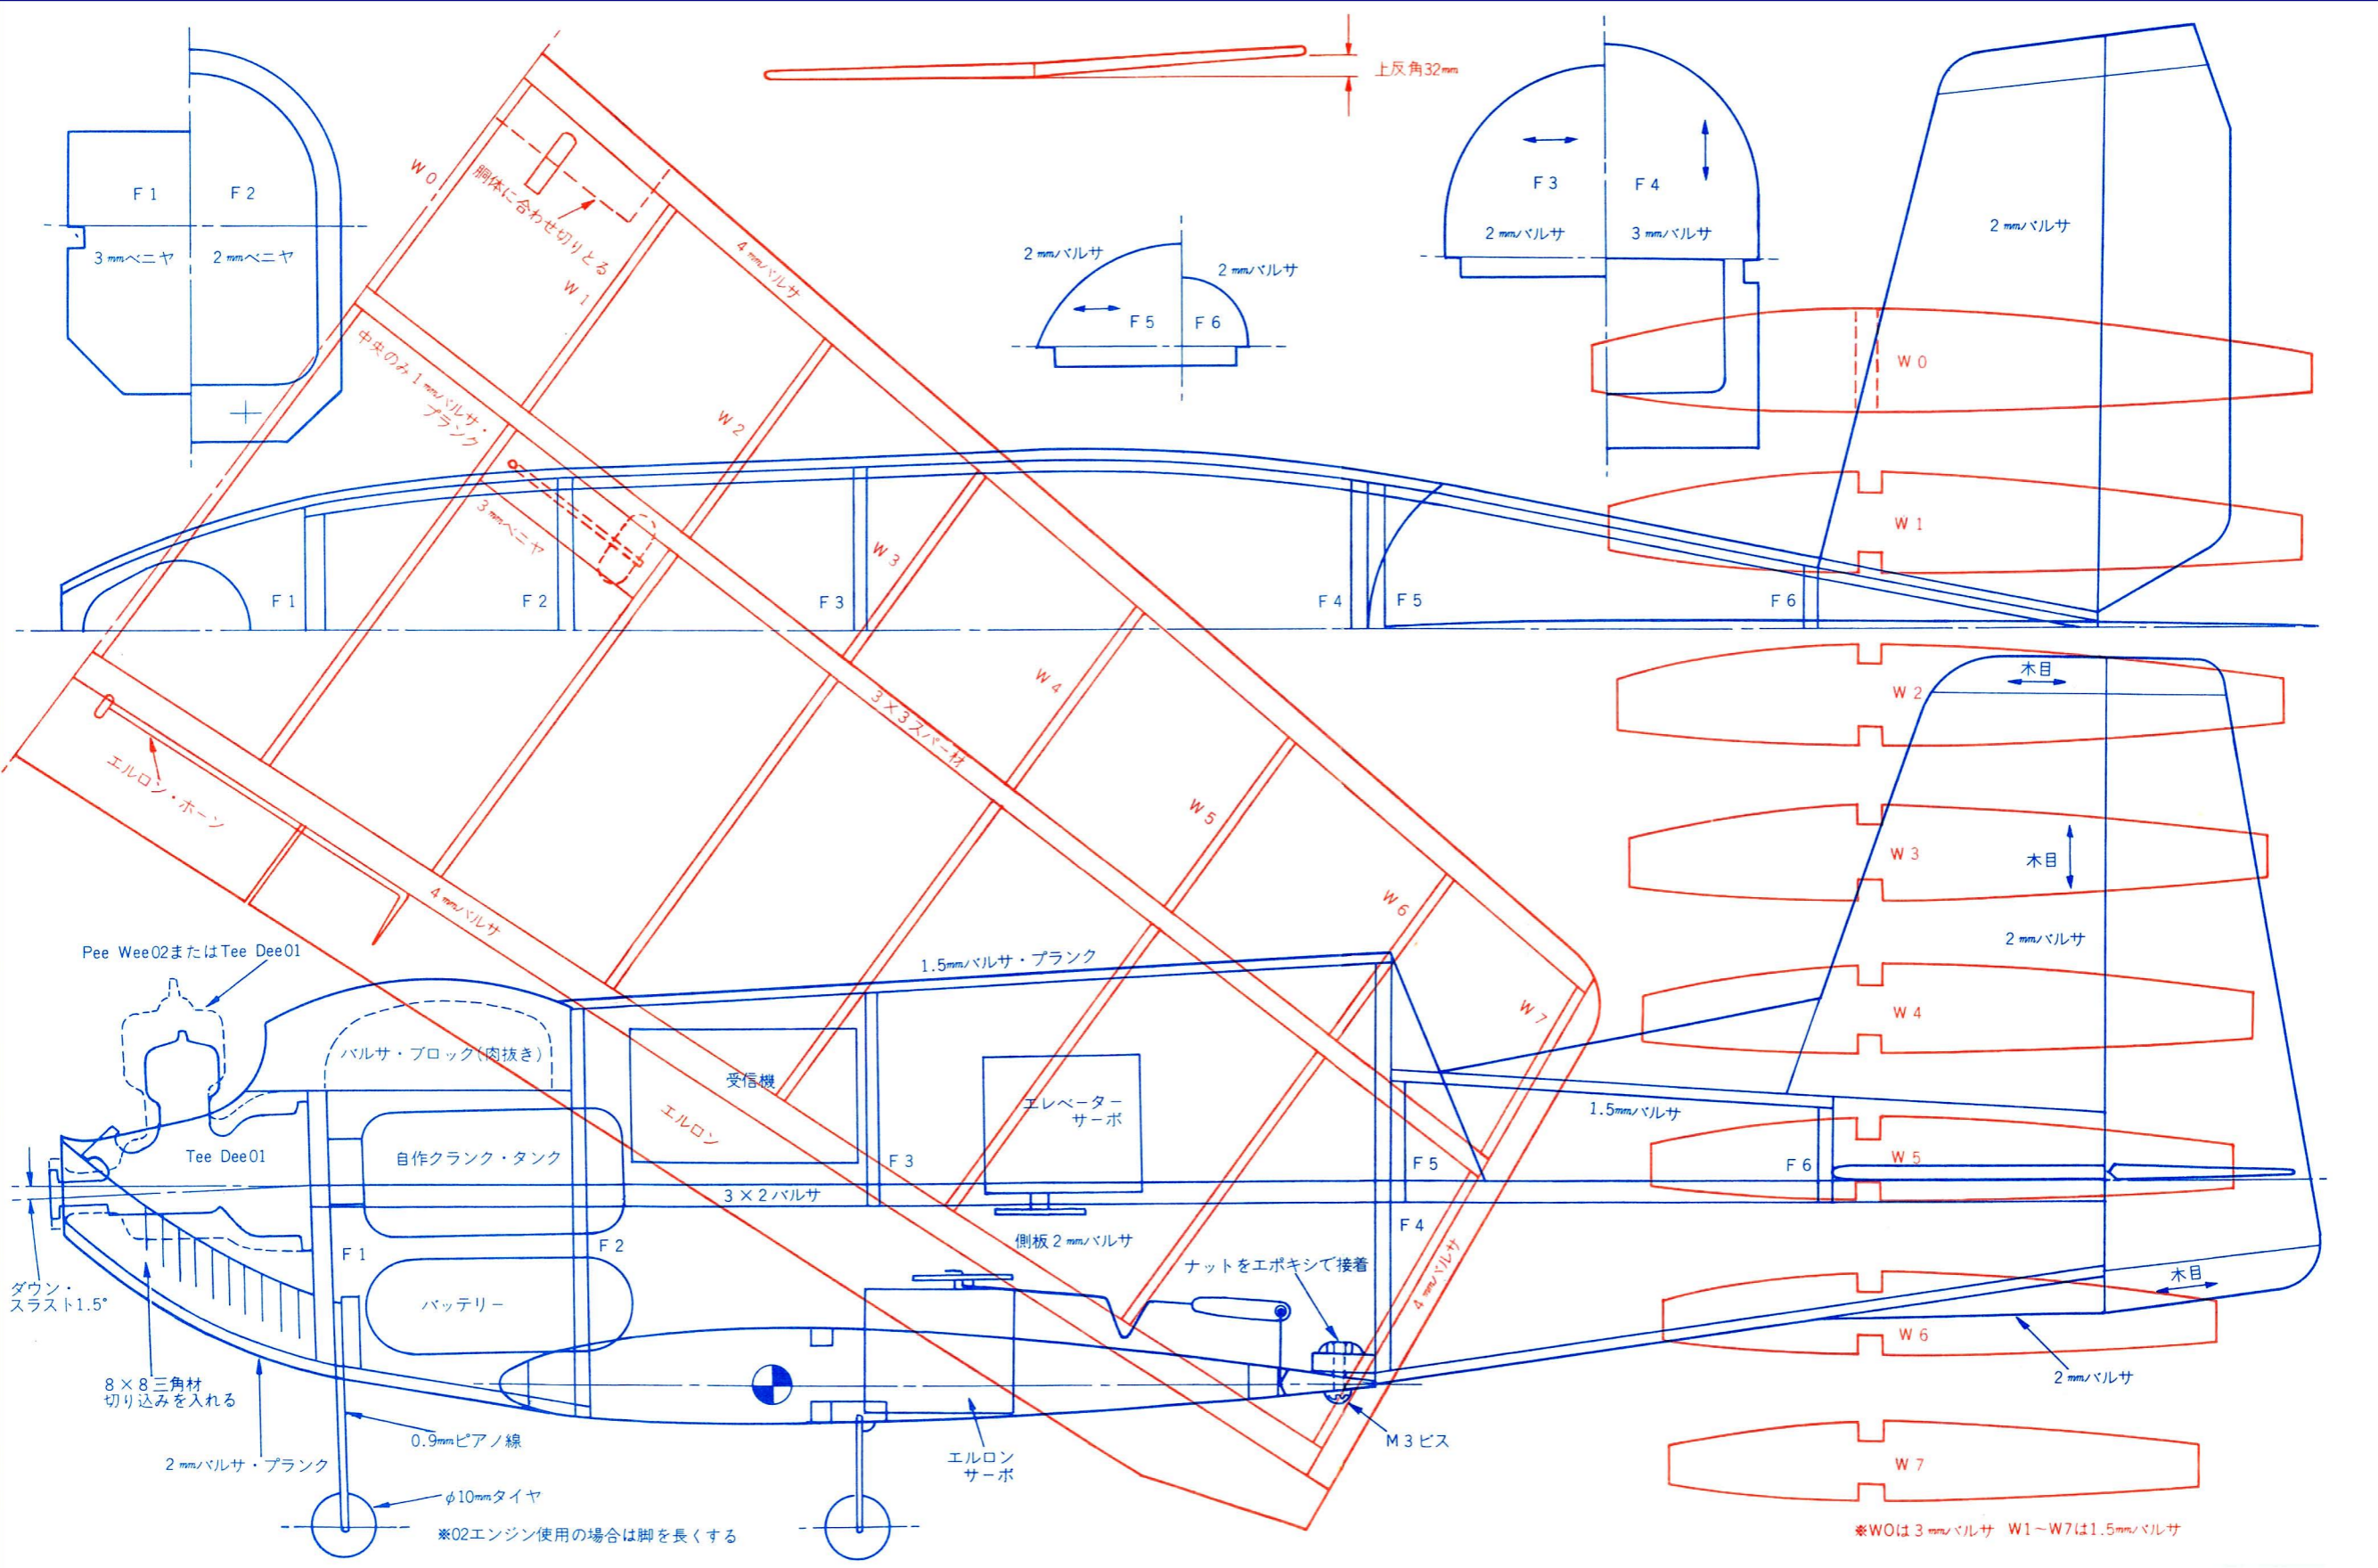 上反角32mm
F 1
F 2
3 mmベニヤ
2 mmベニヤ
W 0
胴体に合わせ切りとる
W 1
4 mmバルサ
中央のみ 1 mmバルサ・
プランク
W 2
3 mmベニヤ
2 mmバルサ
2 mmバルサ
F 5
F 6
F 3
F 4
2 mmバルサ
3 mmバルサ
2 mmバルサ
W 0
W 1
F 1
F 2
F 3
W 3
F 4
F 5
F 6
W 4
3 × 3 スパー材
W 5
W 6
W 7
エルロン・ホーン
4 mmバルサ
木目
W 2
W 3
木目
2 mmバルサ
W 4
Pee Wee02またはTee Dee01
1.5mmバルサ・プランク
バルサ・ブロック(肉抜き)
受信機
エレベーター
サーボ
エルロン
1.5mmバルサ
Tee Dee01
自作クランク・タンク
F 3
F 5
F 6
W 5
3 × 2 バルサ
F 1
F 2
側板 2 mmバルサ
F 4
ナットをエポキシで接着
4 mmバルサ
木目
ダウン・
スラスト1.5°
バッテリー
W 6
2 mmバルサ
8 × 8 三角材
切り込みを入れる
0.9mmピアノ線
2 mmバルサ・プランク
エルロン
サーボ
M 3 ビス
W 7
φ10mmタイヤ
※02エンジン使用の場合は脚を長くする
※W0は 3 mmバルサ W1〜W7は1.5mmバルサ